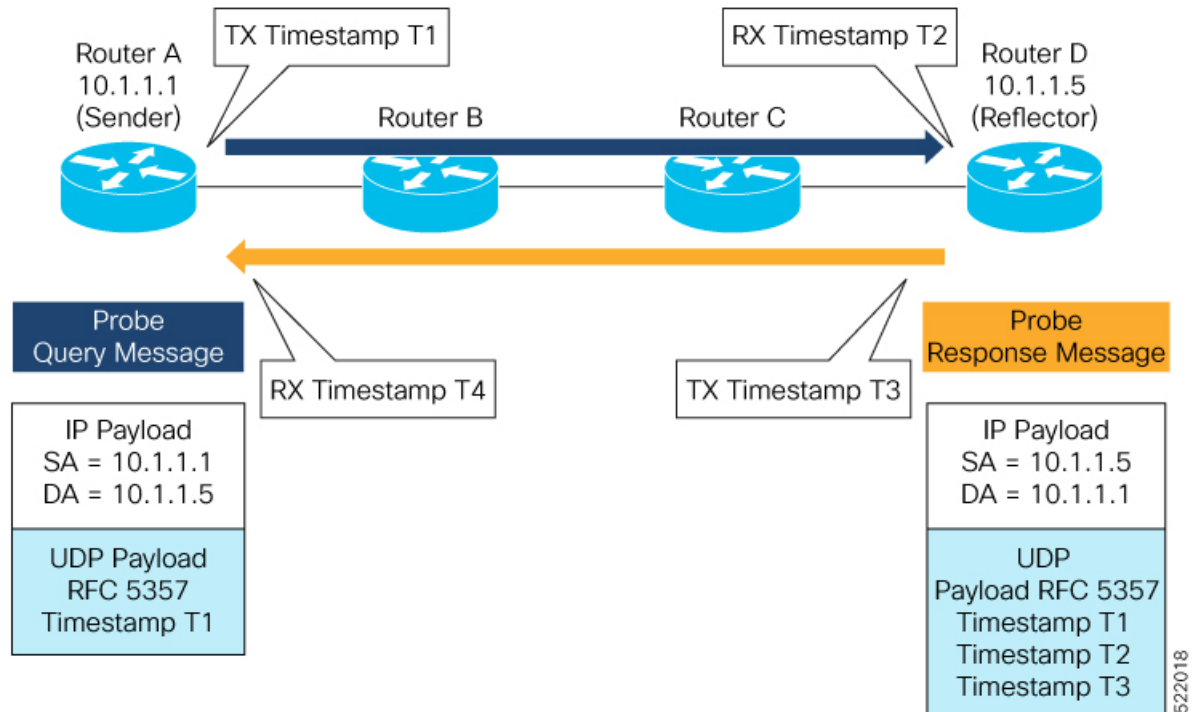 TX Timestamp T1
RX Timestamp T2
Router A
10.1.1.1
(Sender)
Router B
Router C
Router D
10.1.1.5
(Reflector)
Probe
Query Message
RX Timestamp T4
TX Timestamp T3
Probe
Response Message
IP Payload
SA = 10.1.1.1
DA = 10.1.1.5
UDP Payload
RFC 5357
Timestamp T1
IP Payload
SA = 10.1.1.5
DA = 10.1.1.1
UDP
Payload RFC 5357
Timestamp T1
Timestamp T2
Timestamp T3
522018